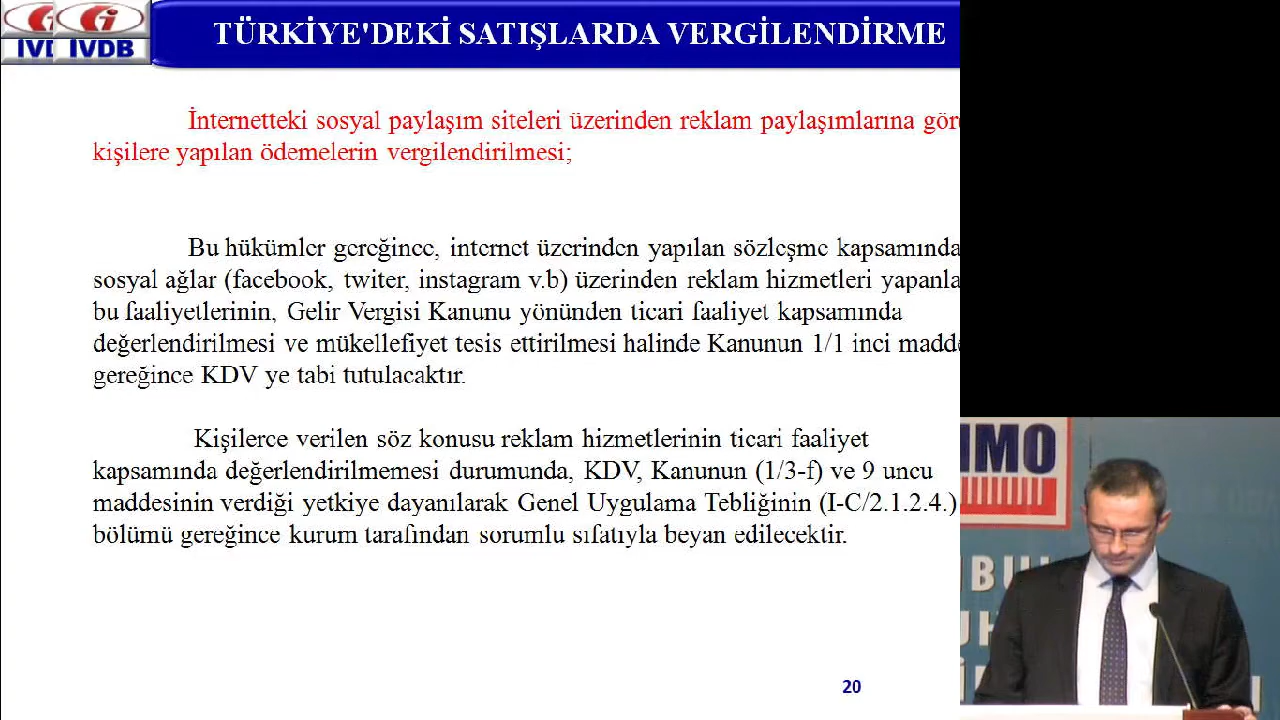 IVDB
TÜRKİYE'DEKİ SATIŞLARDA VERGİLENDİRME
İnternetteki sosyal paylaşım siteleri üzerinden reklam paylaşımlarına göre
kişilere yapılan ödemelerin vergilendirilmesi;
Bu hükümler gereğince, internet üzerinden yapılan sözleşme kapsamında
sosyal ağlar (facebook, twiter, instagram v.b) üzerinden reklam hizmetleri yapanla
bu faaliyetlerinin, Gelir Vergisi Kanunu yönünden ticari faaliyet kapsamında
değerlendirilmesi ve mükellefiyet tesis ettirilmesi halinde Kanunun 1/1 inci madde
gereğince KDV ye tabi tutulacaktır.
Kişilerce verilen söz konusu reklam hizmetlerinin ticari faaliyet
kapsamında değerlendirilmemesi durumunda, KDV, Kanunun (1/3-f) ve 9 uncu
maddesinin verdiği yetkiye dayanılarak Genel Uygulama Tebliğinin (I-C/2.1.2.4.)
bölümü gereğince kurum tarafından sorumlu sıfatıyla beyan edilecektir.
20
MMO